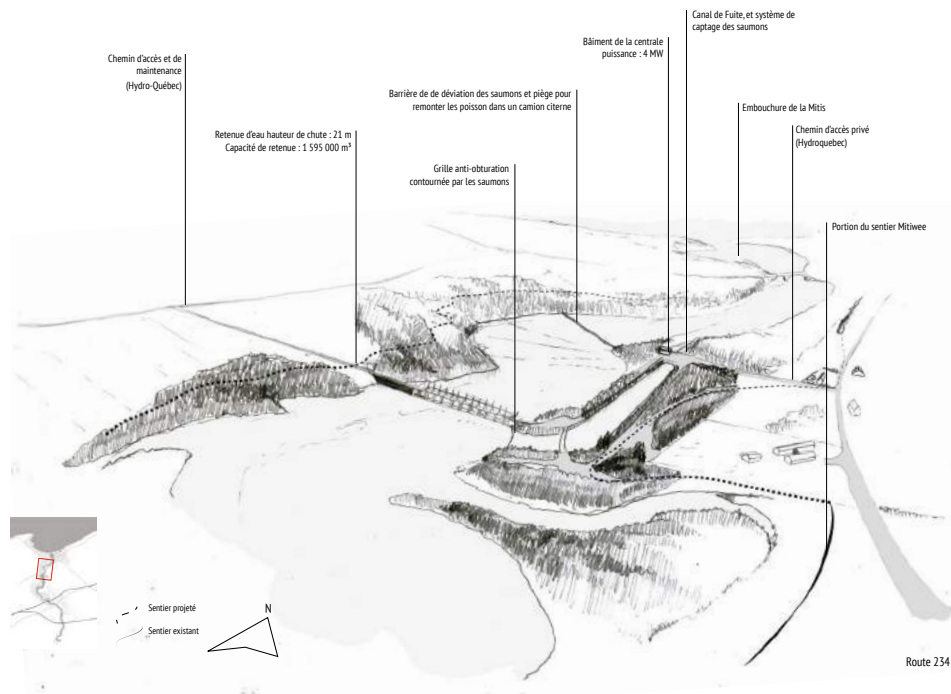 Canal de Fuite, et système de
captage des saumons
Bâiment de la centrale
puissance : 4 MW
Chemin d'accès et de
maintenance
(Hydro-Québec)
Barrière de de déviation des saumons et piège pour
remonter les poisson dans un camion citerne
Embouchure de la Mitis
Chemin d'accès privé
(Hydroquebec)
Retenue d'eau hauteur de chute : 21 m
Capacité de retenue : 1 595 000 m³
Grille anti-obturation
contournée par les saumons
Portion du sentier Mitiwee
Sentier projeté
Sentier existant
N
Route 234